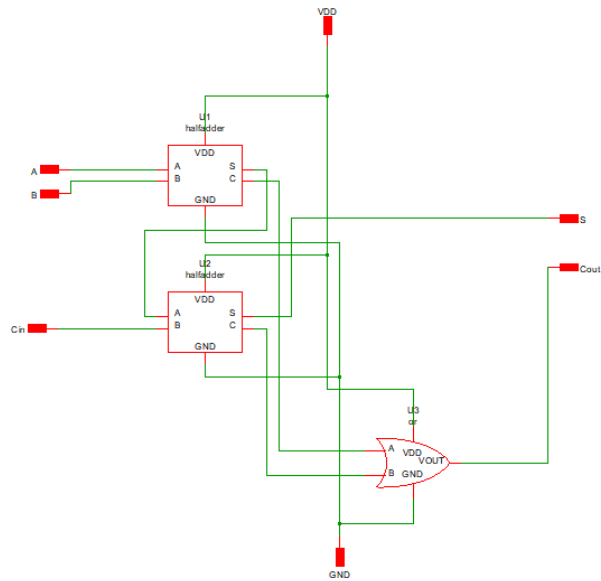 VDD
U1
halfadder
VDD
A
A
S
B
C
B
GND
S
U2
halfadder
Cout
VDD
A
S
Cin
B
C
GND
U3
or
A
VDD
VOUT
B
GND
GND